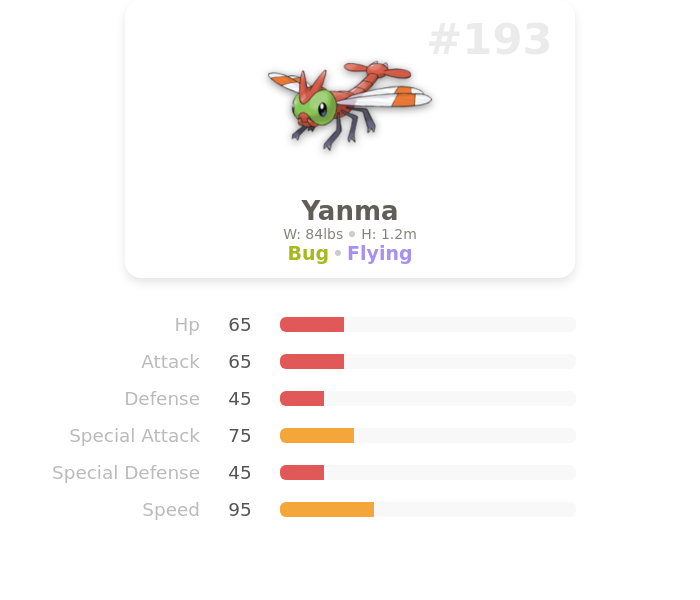 #193
Yanma
W: 84lbs • H: 1.2m
Bug • Flying
Hp 65
Attack 65
Defense 45
Special Attack 75
Special Defense 45
Speed 95